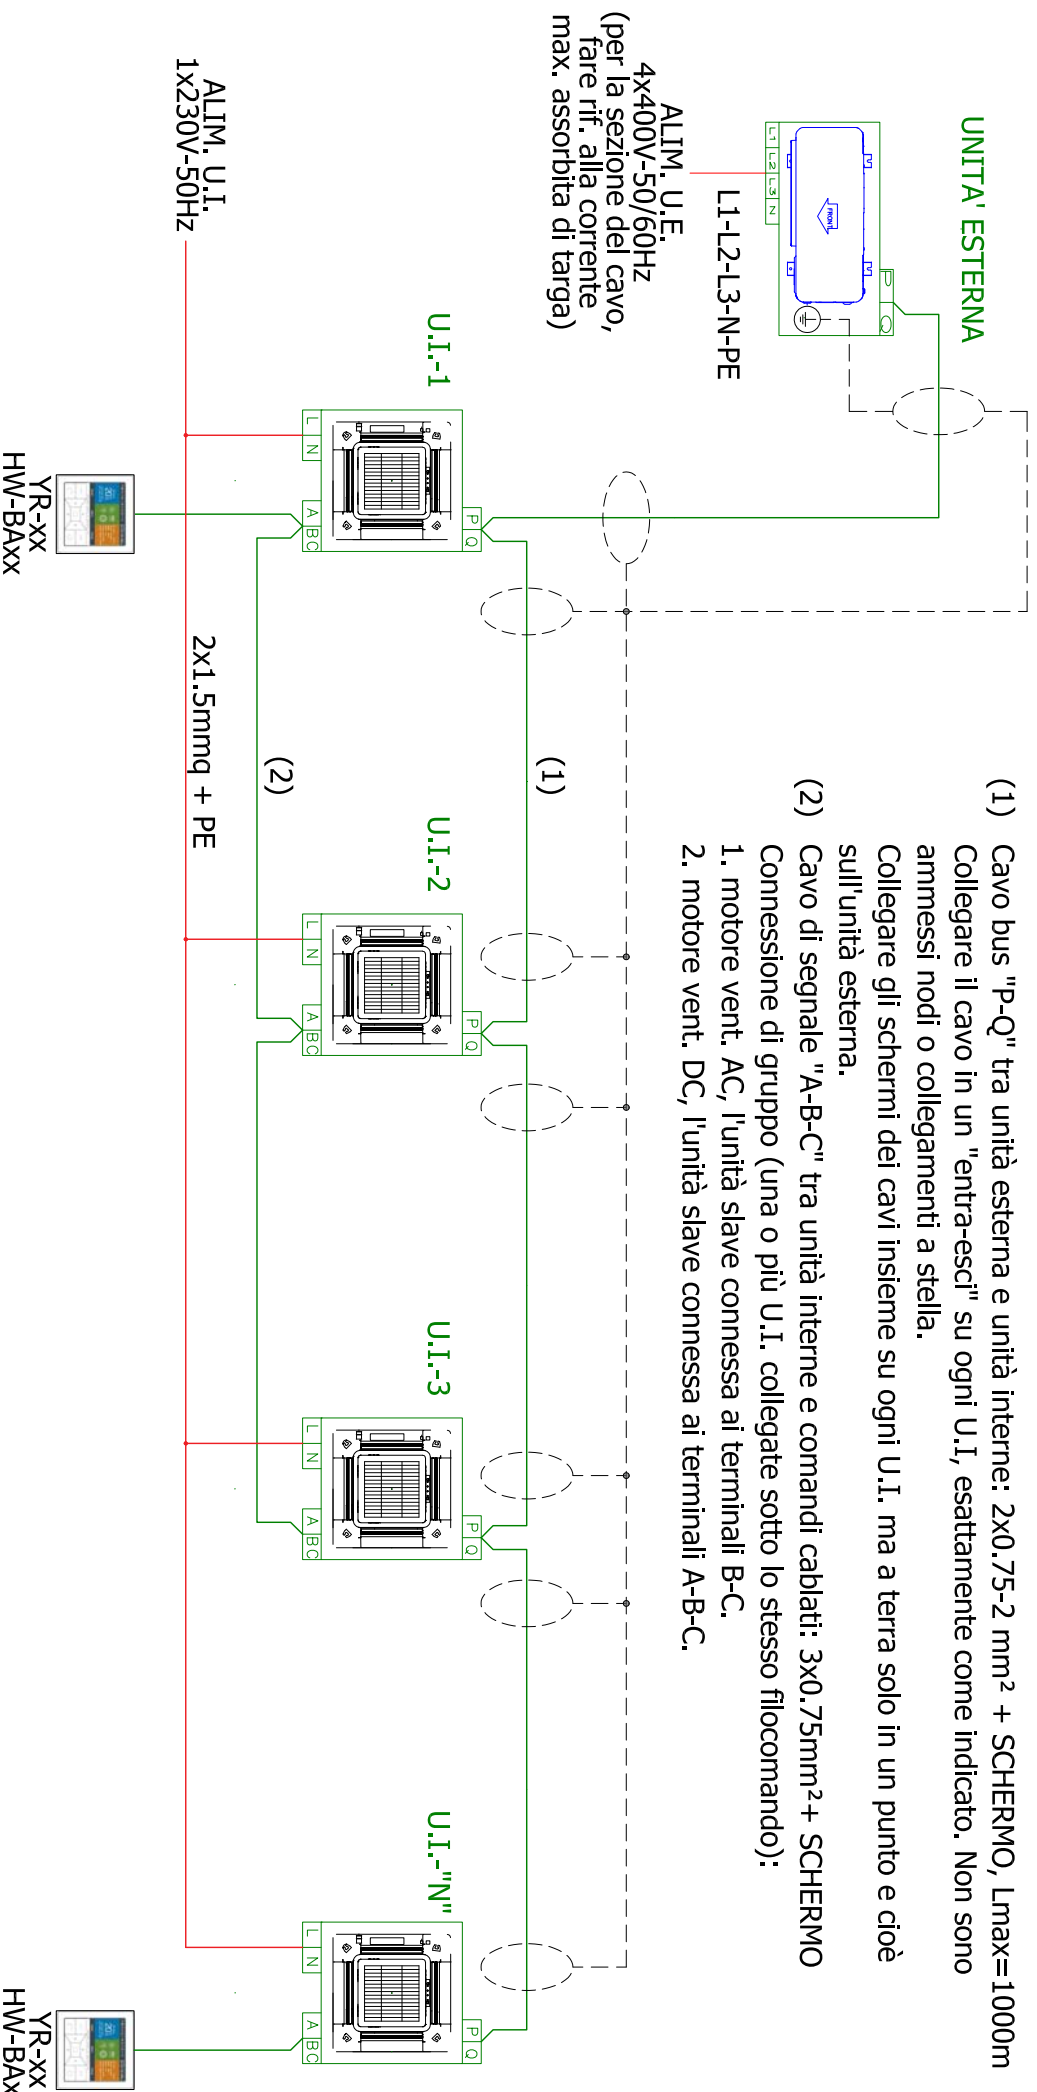 UNITA' ESTERNA
L1 L2 L3 N
P Q
FRONT
L1-L2-L3-N-PE
ALIM. U.E.
4x400V-50/60Hz
(per la sezione del cavo,
fare rif. alla corrente
max. assorbita di targa)
(1) Cavo bus "P-Q" tra unità esterna e unità interne: 2x0.75-2 mm² + SCHERMO, Lmax=1000m
Collegare il cavo in un "entra-esci" su ogni U.I, esattamente come indicato. Non sono
ammessi nodi o collegamenti a stella.
Collegare gli schermi dei cavi insieme su ogni U.I. ma a terra solo in un punto e cioè
sull'unità esterna.
(2) Cavo di segnale "A-B-C" tra unità interne e comandi cablati: 3x0.75mm²+ SCHERMO
Connessione di gruppo (una o più U.I. collegate sotto lo stesso filocomando):
1. motore vent. AC, l'unità slave connessa ai terminali B-C.
2. motore vent. DC, l'unità slave connessa ai terminali A-B-C.
(1)
U.I.-1
U.I.-2
U.I.-3
U.I.-"N"
P Q
P Q
P Q
P Q
L N
A B C
L N
A B C
L N
A B C
L N
A B C
(2)
ALIM. U.I.
1x230V-50Hz
2x1.5mmq + PE
YR-xx
HW-BAxx
YR-xx